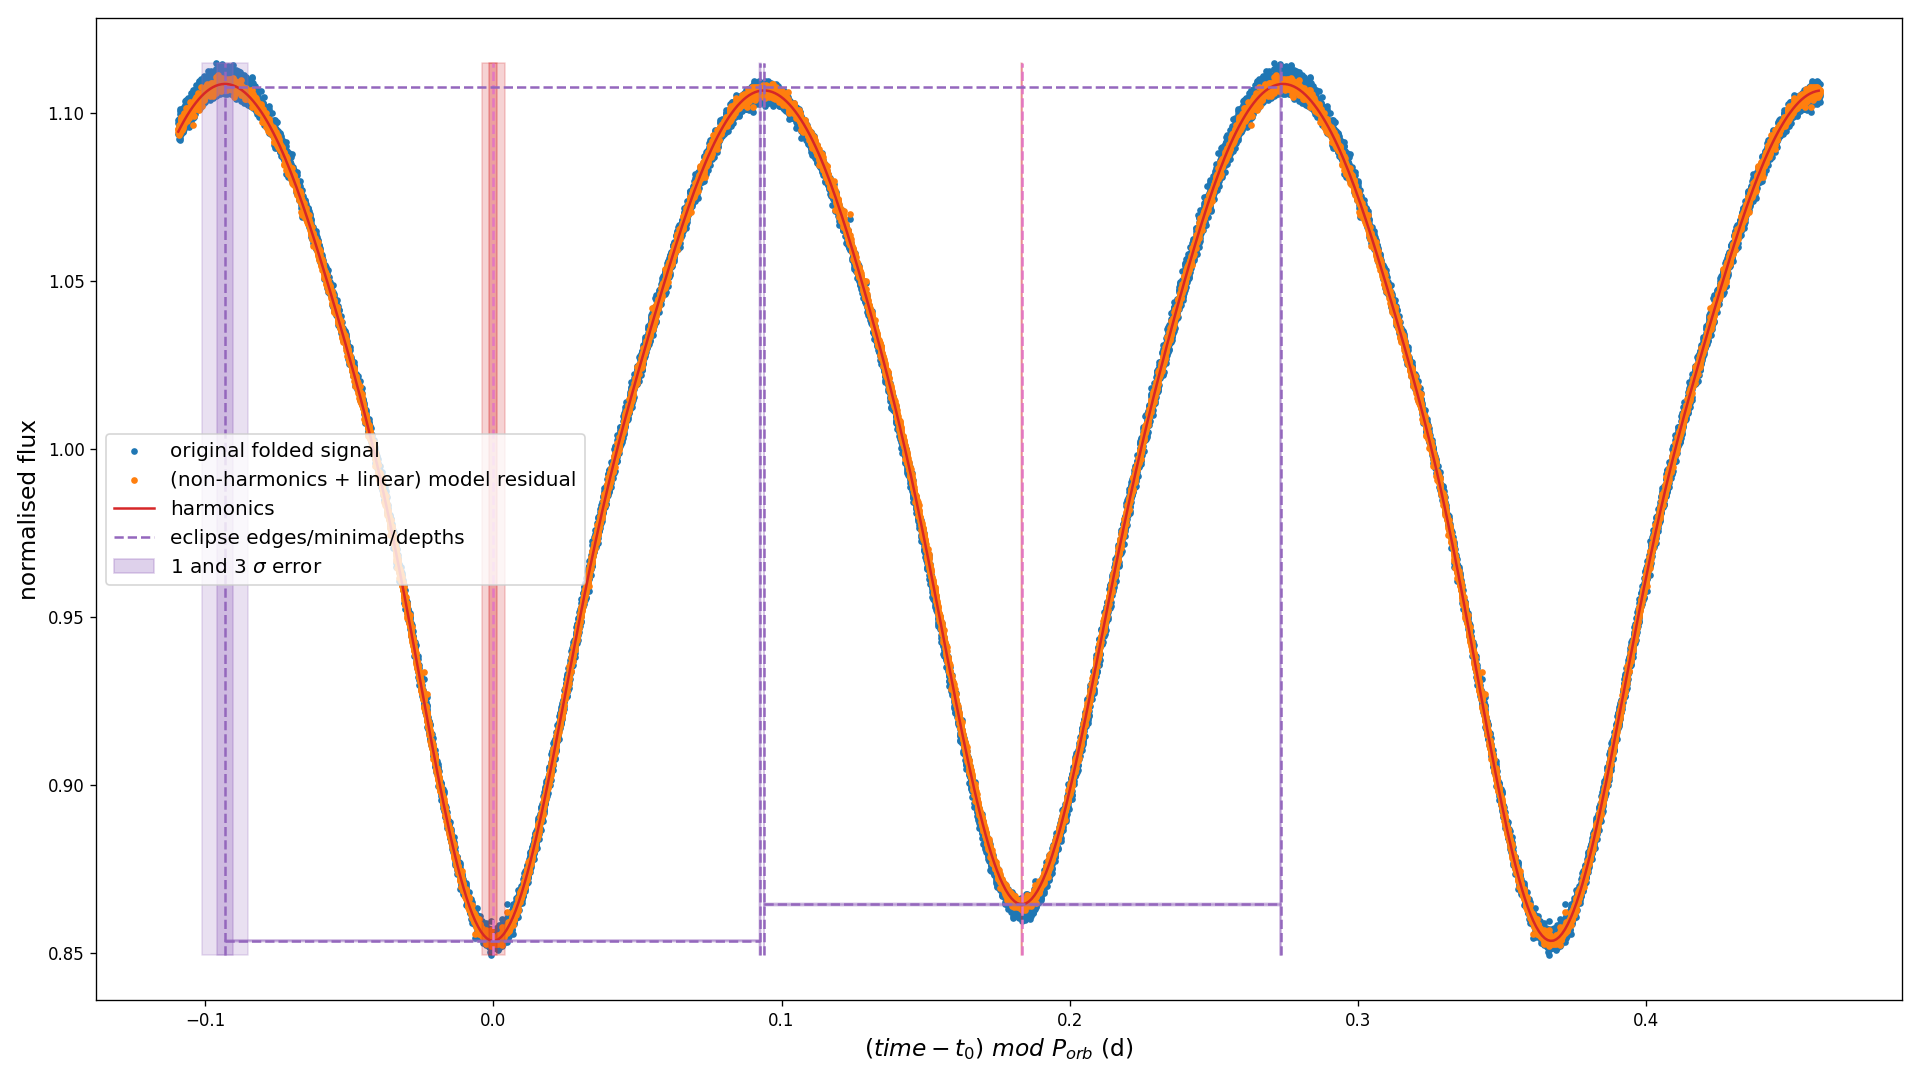 1.10
1.05
1.00
0.95
0.90
0.85
normalised flux
original folded signal
(non-harmonics + linear) model residual
harmonics
eclipse edges/minima/depths
1 and 3 σ error
−0.1 0.0 0.1 0.2 0.3 0.4
(time − t₀) mod P_orb (d)